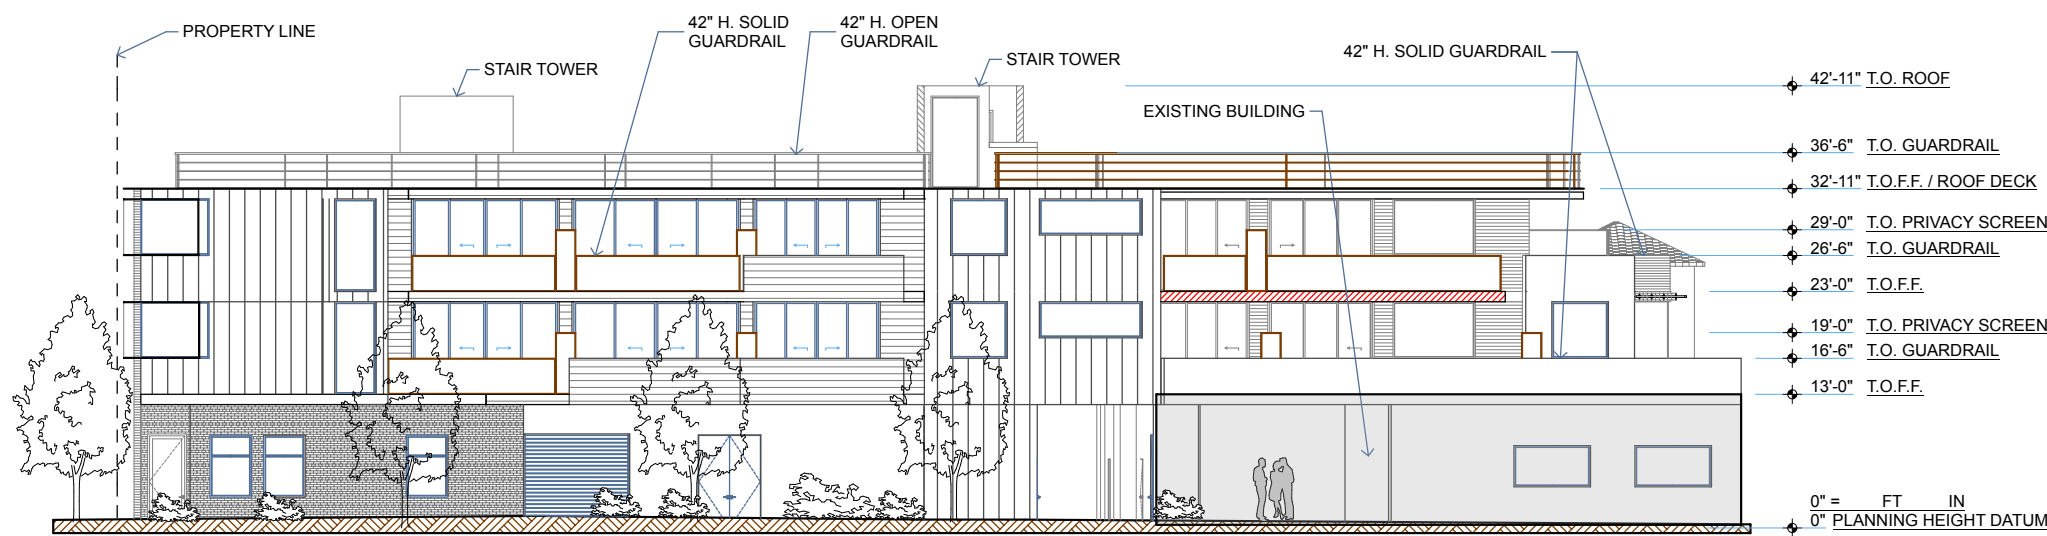 PROPERTY LINE
STAIR TOWER
42" H. SOLID
GUARDRAIL
42" H. OPEN
GUARDRAIL
STAIR TOWER
42" H. SOLID GUARDRAIL
EXISTING BUILDING
42'-11" T.O. ROOF
36'-6" T.O. GUARDRAIL
32'-11" T.O.F.F. / ROOF DECK
29'-0" T.O. PRIVACY SCREEN
26'-6" T.O. GUARDRAIL
23'-0" T.O.F.F.
19'-0" T.O. PRIVACY SCREEN
16'-6" T.O. GUARDRAIL
13'-0" T.O.F.F.
0" = FT IN
0" PLANNING HEIGHT DATUM